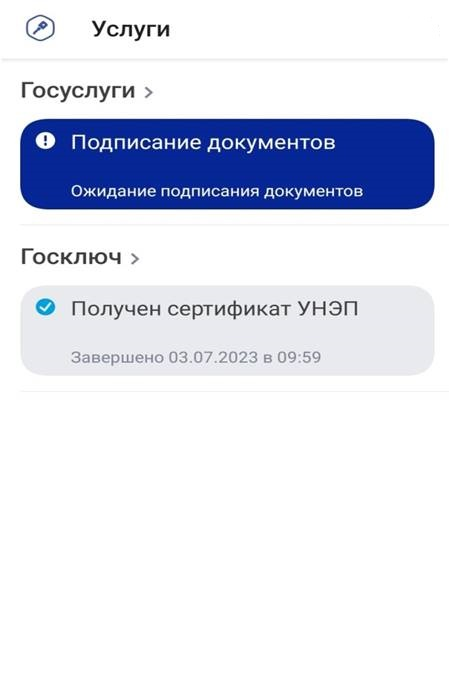 Услуги
Госуслуги
Подписание документов
Ожидание подписания документов
Госключ
Получен сертификат УНЭП
Завершено 03.07.2023 в 09:59